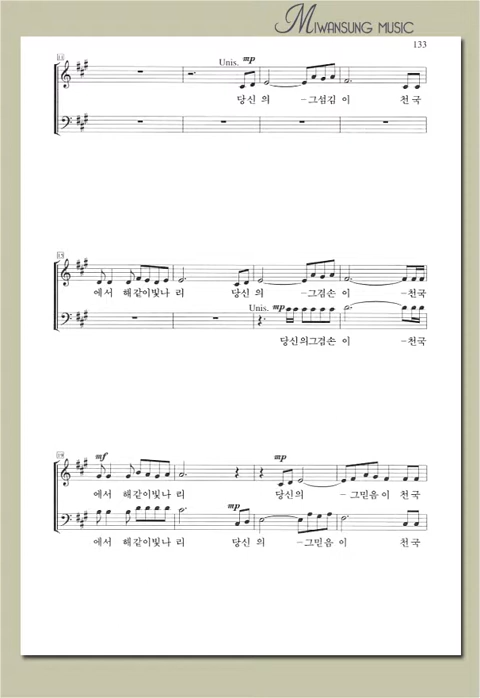 MIWANSUNG MUSIC
133
Unis. mp
당신 의 -그섬김 이 천 국
에서 해같이빛나 리 당신 의 -그겸손 이 -천국
Unis. mp
당신의그겸손 이 -천국
mf mp
에서 해같이빛나 리 당신의 - 그믿음이 천국
mp
에서 해같이빛나 리 당신 의 -그믿음 이 천 국